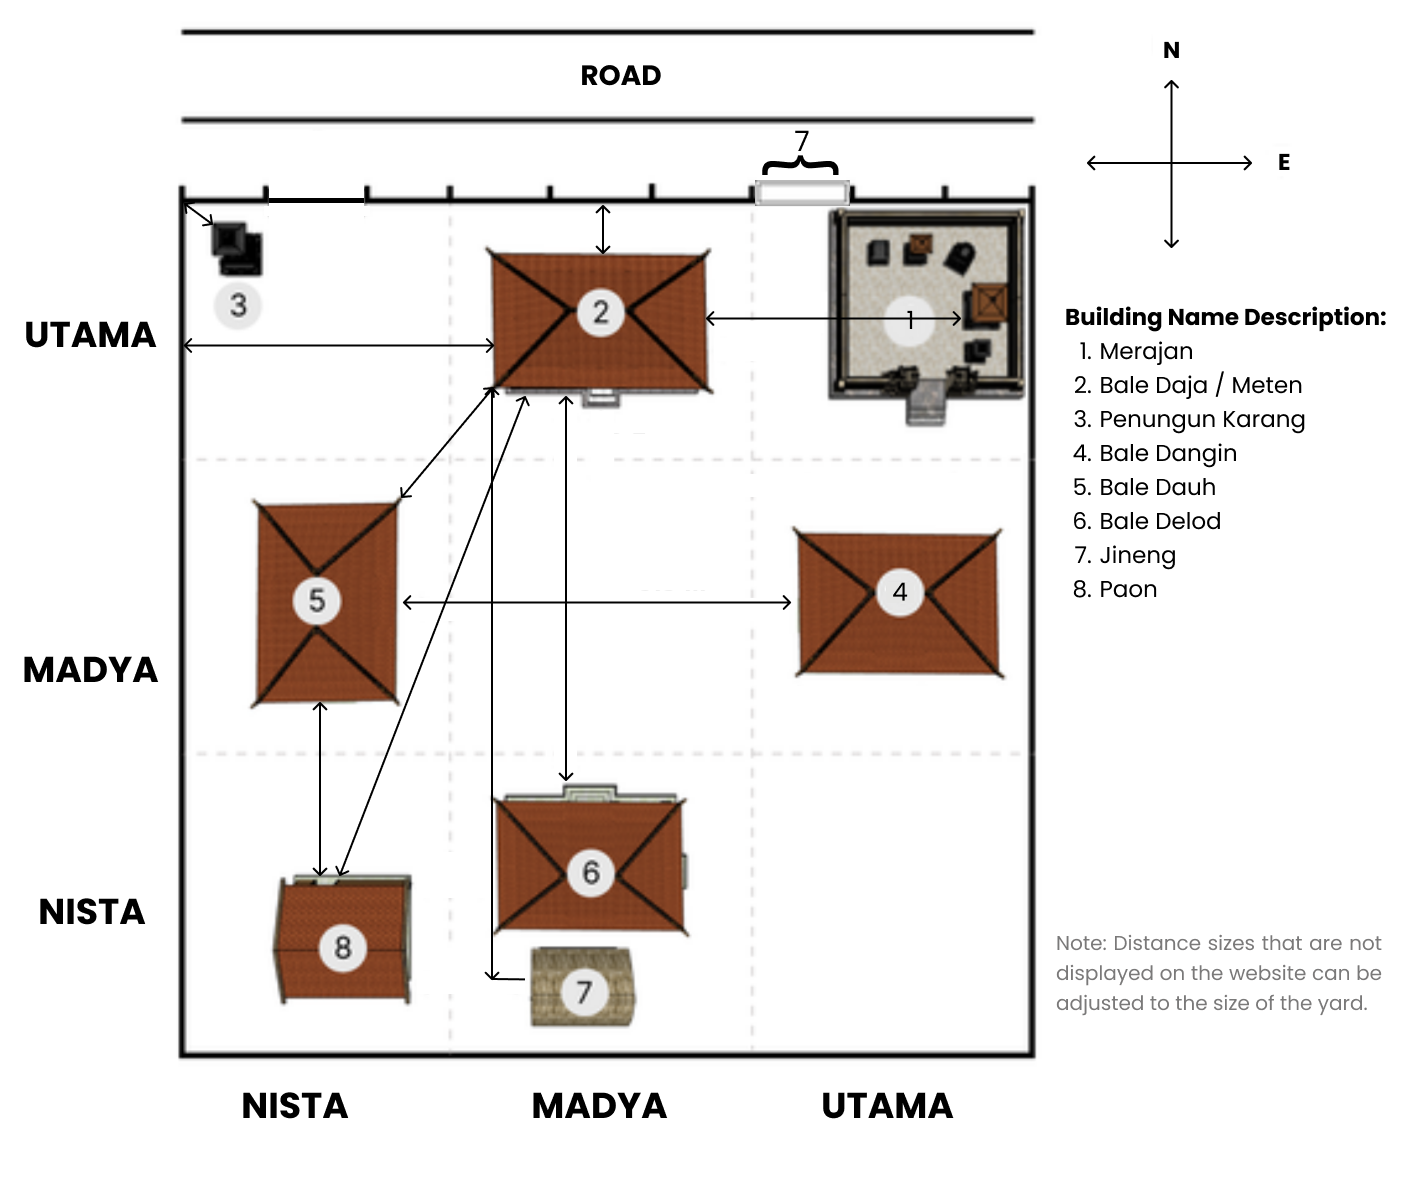 ROAD
N
E
7
3
2
1
UTAMA
Building Name Description:
1. Merajan
2. Bale Daja / Meten
3. Penungun Karang
4. Bale Dangin
5. Bale Dauh
6. Bale Delod
7. Jineng
8. Paon
5
4
MADYA
6
NISTA
8
7
Note: Distance sizes that are not
displayed on the website can be
adjusted to the size of the yard.
NISTA
MADYA
UTAMA